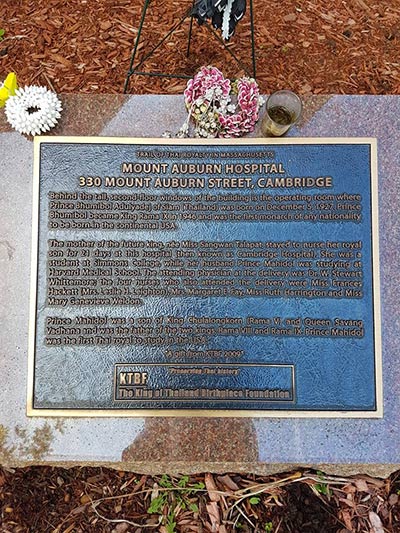 TRAIL OF THAI ROYALTY IN MASSACHUSETTS
MOUNT AUBURN HOSPITAL
330 MOUNT AUBURN STREET, CAMBRIDGE
Behind the tall, second-floor windows of the building is the operating room where
Prince Bhumibol Adulyadej of Siam (Thailand) was born on December 5, 1927. Prince
Bhumibol became King Rama IX in 1946 and was the first monarch of any nationality
to be born in the continental USA.
The mother of the future king, née Miss Sangwan Talapat, stayed to nurse her royal
son for 21 days at this hospital, then known as Cambridge Hospital. She was a
student at Simmons College while her husband Prince Mahidol was studying at
Harvard Medical School. The attending physician at the delivery was Dr. W. Stewart
Whittemore; the four nurses who also attended the delivery were Miss Frances
Hackett (Mrs. Leslie J. Leighton), Mrs. Margaret E. Fay, Miss Ruth Harrington and Miss
Mary Genevieve Weldon.
Prince Mahidol was a son of King Chulalongkorn (Rama V) and Queen Savang
Vadhana and was the father of the two kings Rama VIII and Rama IX. Prince Mahidol
was the first Thai royal to study in the USA.
"A gift from KTBF 2009"
"Preserving Thai history"
KTBF
The King of Thailand Birthplace Foundation